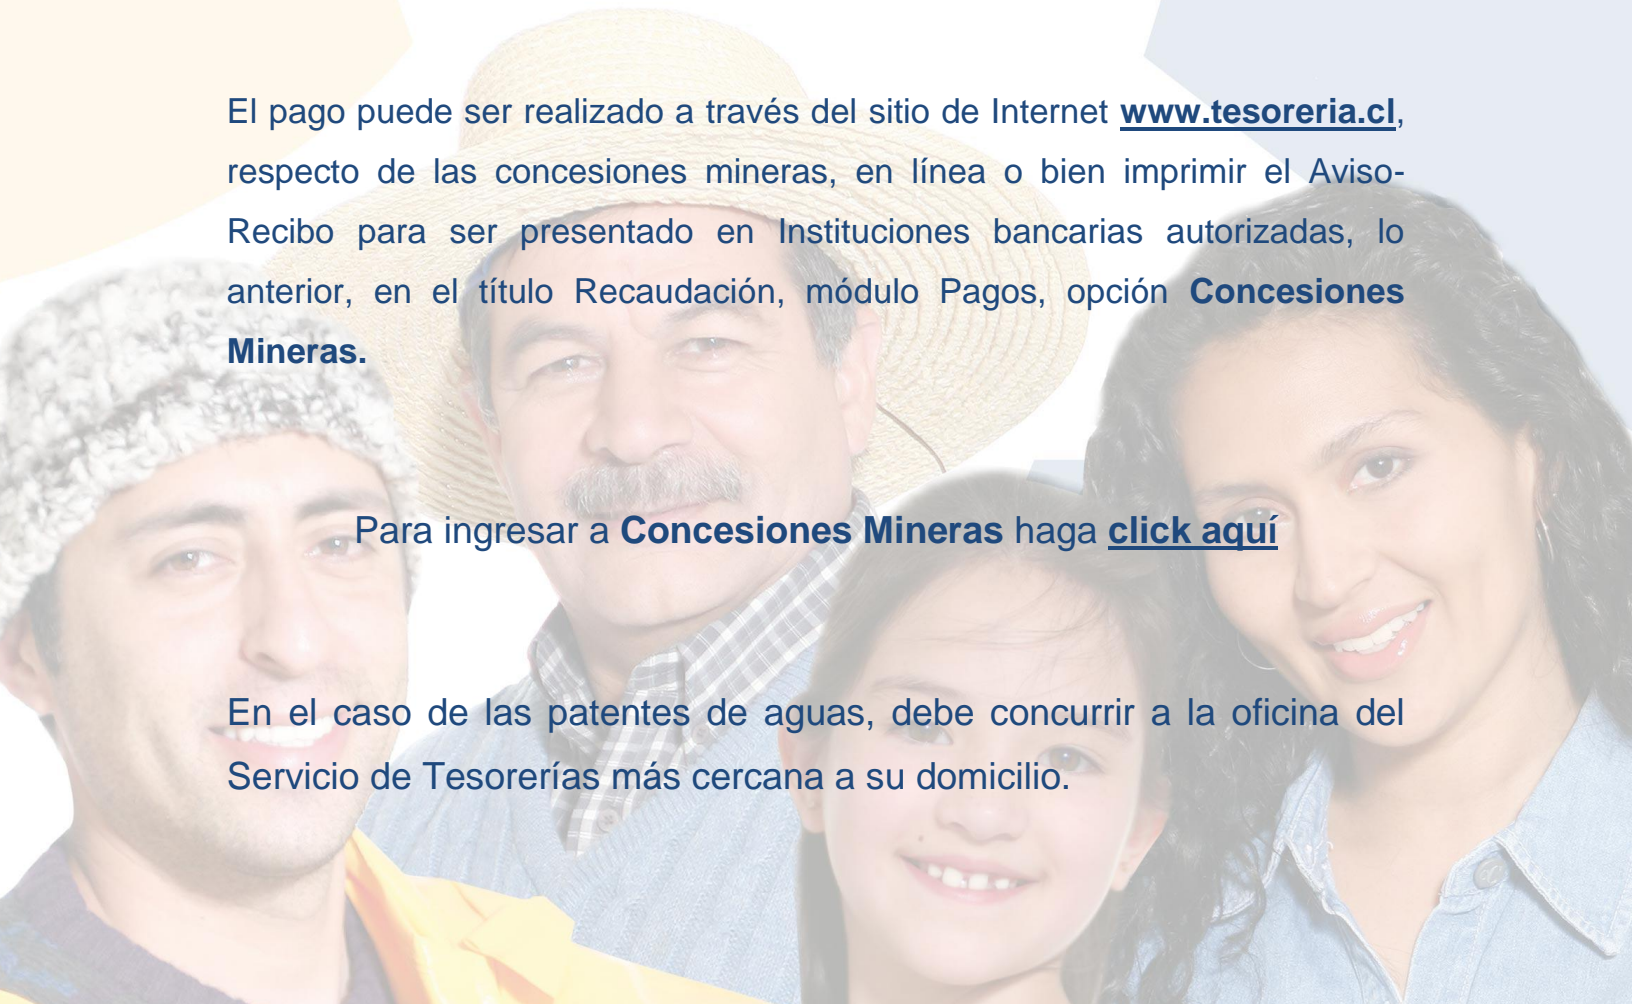 El pago puede ser realizado a través del sitio de Internet www.tesoreria.cl,
respecto de las concesiones mineras, en línea o bien imprimir el Aviso-
Recibo para ser presentado en Instituciones bancarias autorizadas, lo
anterior, en el título Recaudación, módulo Pagos, opción Concesiones
Mineras.
Para ingresar a Concesiones Mineras haga click aquí
En el caso de las patentes de aguas, debe concurrir a la oficina del
Servicio de Tesorerías más cercana a su domicilio.